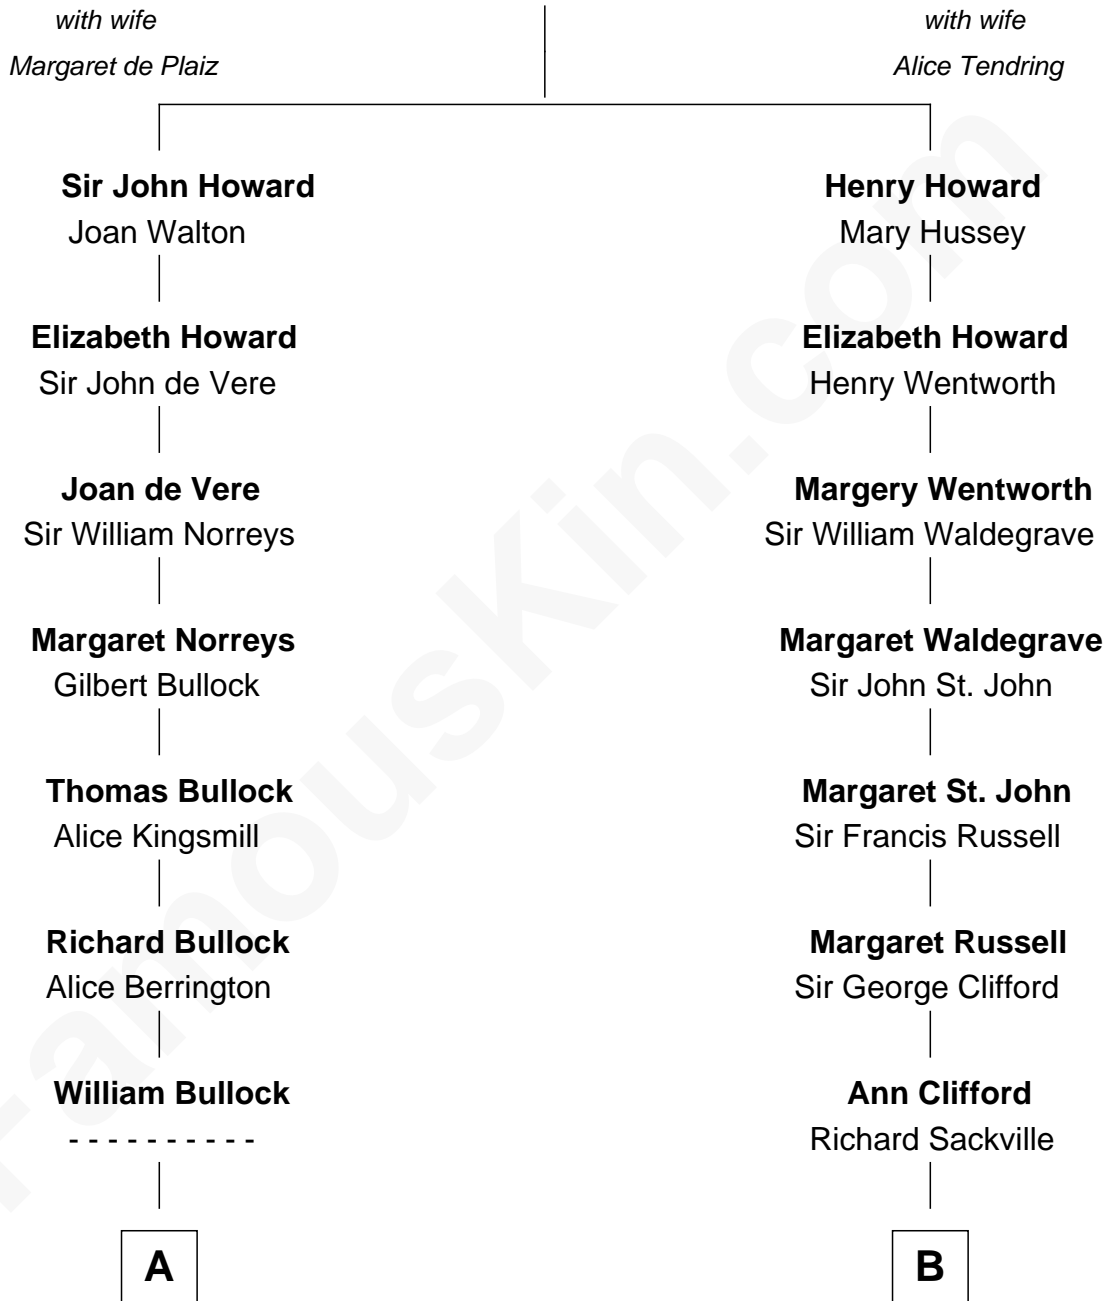 with wife
Margaret de Plaiz
with wife
Alice Tendring
Sir John Howard
Joan Walton
Henry Howard
Mary Hussey
Elizabeth Howard
Sir John de Vere
Elizabeth Howard
Henry Wentworth
Joan de Vere
Sir William Norreys
Margery Wentworth
Sir William Waldegrave
Margaret Norreys
Gilbert Bullock
Margaret Waldegrave
Sir John St. John
Thomas Bullock
Alice Kingsmill
Margaret St. John
Sir Francis Russell
Richard Bullock
Alice Berrington
Margaret Russell
Sir George Clifford
William Bullock
- - - - - - - - - -
Ann Clifford
Richard Sackville
A
B
FamousKin.com